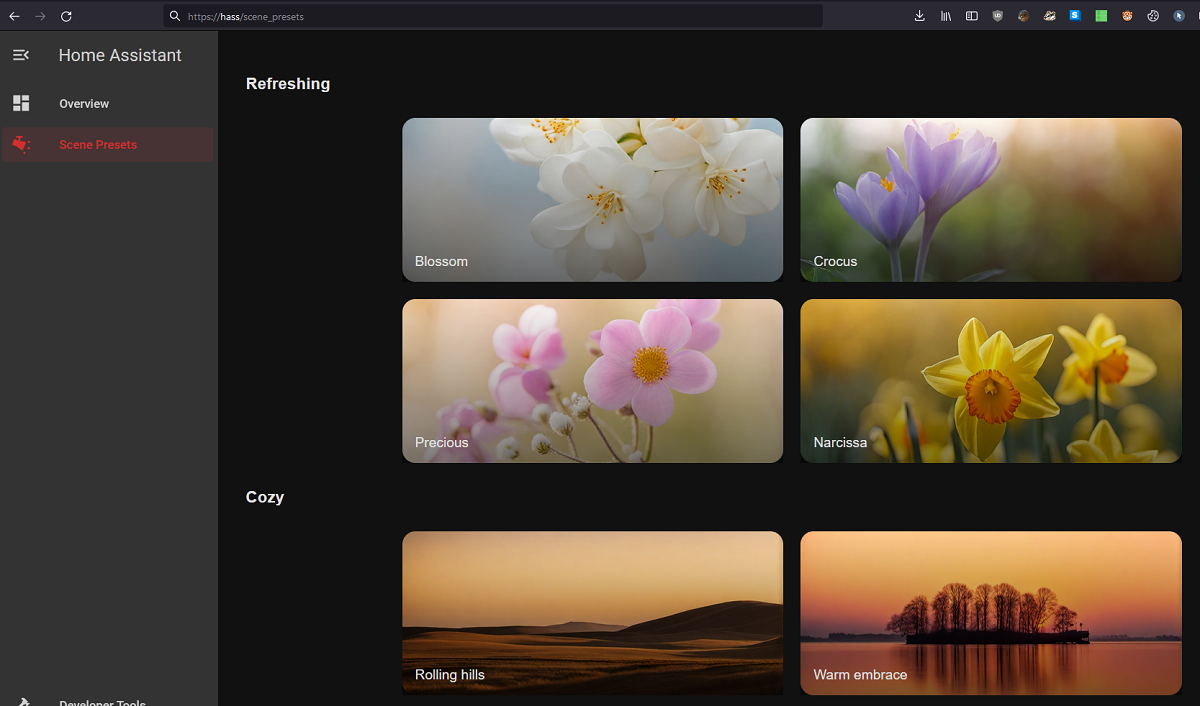 https://hass/scene_presets
Home Assistant
Overview
Scene Presets
Developer Tools
Refreshing
Blossom
Crocus
Precious
Narcissa
Cozy
Rolling hills
Warm embrace